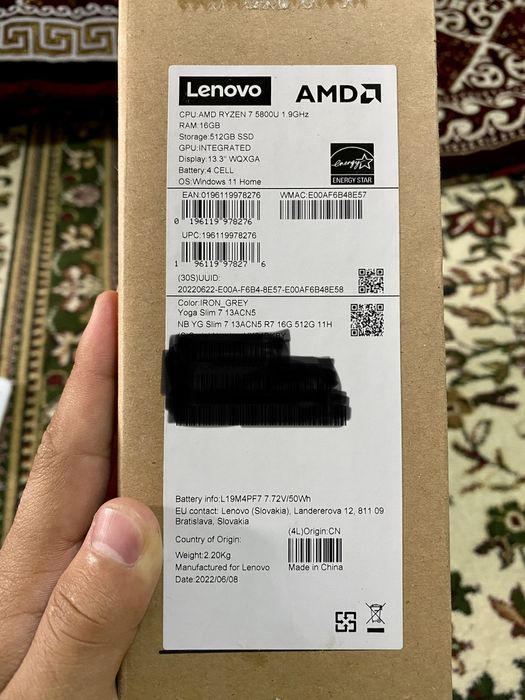 Lenovo
AMD
CPU:AMD RYZEN 7 5800U 1.9GHz
RAM:16GB
Storage:512GB SSD
GPU:INTEGRATED
Display:13.3" WQXGA
Battery:4 CELL
OS:Windows 11 Home
energy
ENERGY STAR
EAN:0196119978276
WMAC:E00AF6B48E57
0 196119 978276
UPC:196119978276
1 96119 97827 6
(30S)UUID:
20220622-E00A-F6B4-8E57-E00AF6B48E58
Color:IRON_GREY
Yoga Slim 7 13ACN5
NB YG Slim 7 13ACN5 R7 16G 512G 11H
Battery info:L19M4PF7 7.72V/50Wh
EU contact: Lenovo (Slovakia), Landererova 12, 811 09
Bratislava, Slovakia
Country of Origin:
(4L)Origin:CN
Weight:2.20Kg
Manufactured for Lenovo
Made in China
Date:2022/06/08